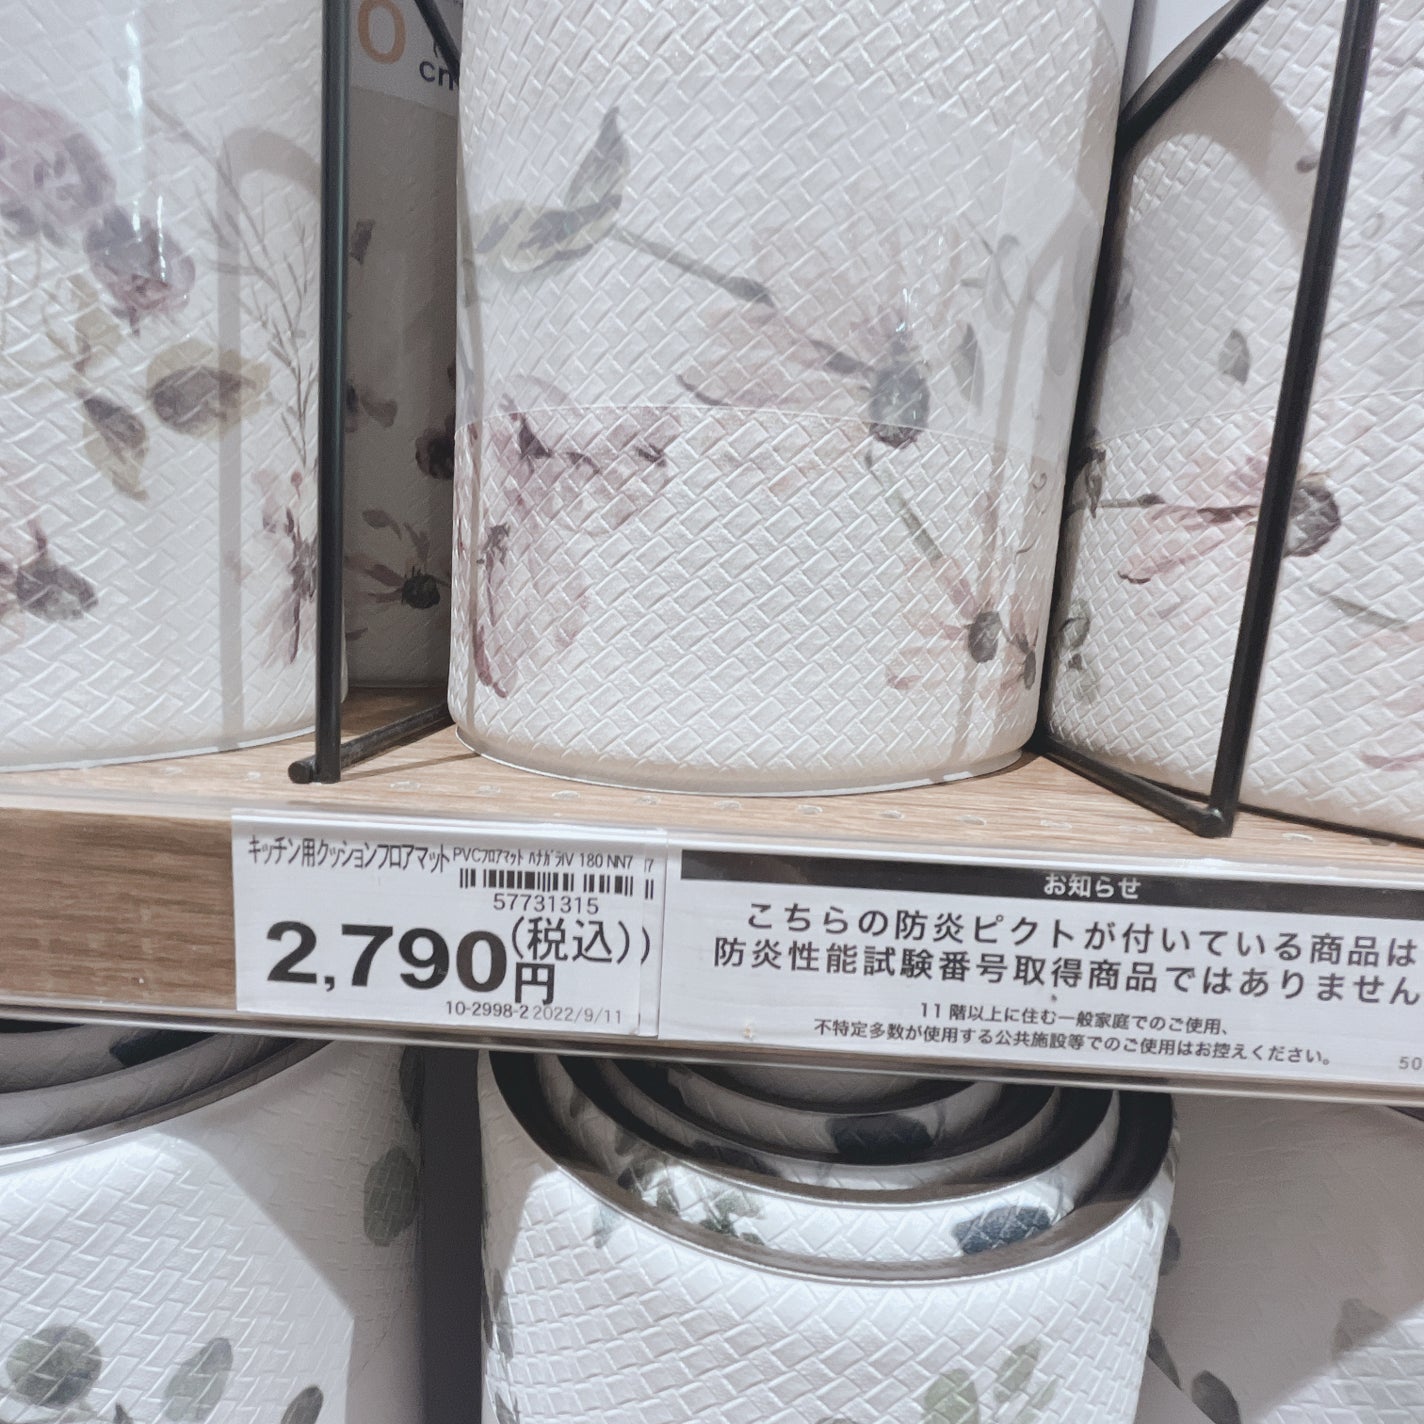 0
cm
キッチン用クッションフロアマット PVCフロアマット ハナガラIV 180 NN7
57731315
2,790円(税込)
10-2998-2 2022/9/11
お知らせ
こちらの防炎ピクトが付いている商品は
防炎性能試験番号取得商品ではありません
11 階以上に住む一般家庭でのご使用、
不特定多数が使用する公共施設等でのご使用はお控えください。
50